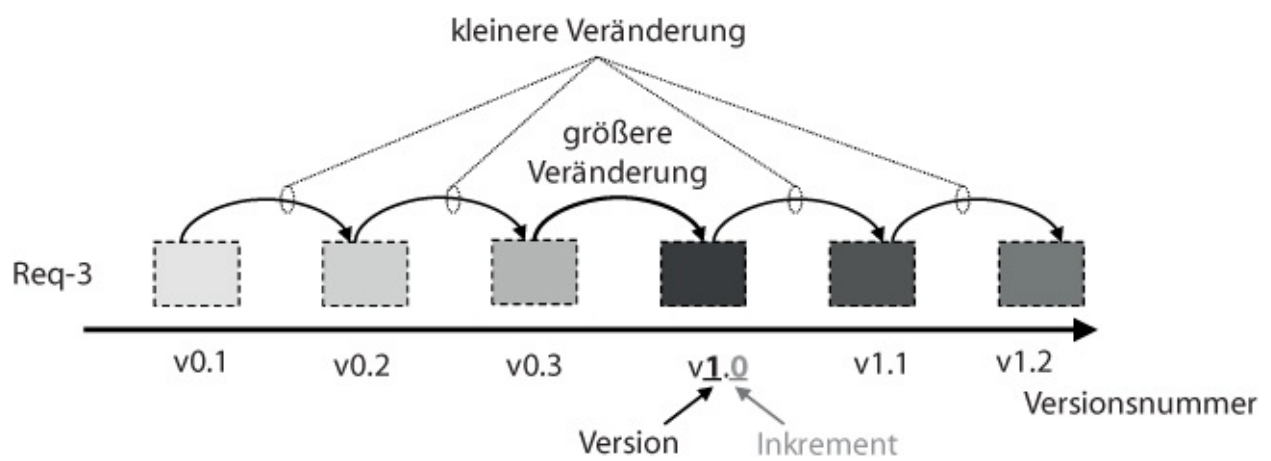 kleinere Veränderung
größere
Veränderung
Req-3
v0.1 v0.2 v0.3 v1.0 v1.1 v1.2
Versionsnummer
Version Inkrement